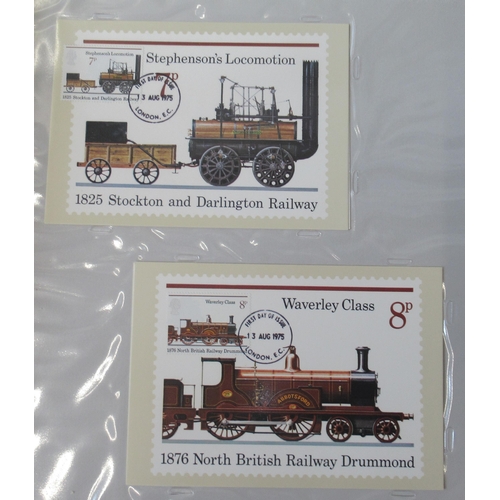 Stephenson's Locomotion
7p
Stephenson's Locomotion
7p
1825 Stockton and Darlington Railway
FIRST DAY OF ISSUE
13 AUG 1975
LONDON, E.C.
1825 Stockton and Darlington Railway
Waverley Class
8p
Waverley Class
8p
1876 North British Railway Drummond
FIRST DAY OF ISSUE
13 AUG 1975
LONDON, E.C.
ABBOTSFORD
1876 North British Railway Drummond